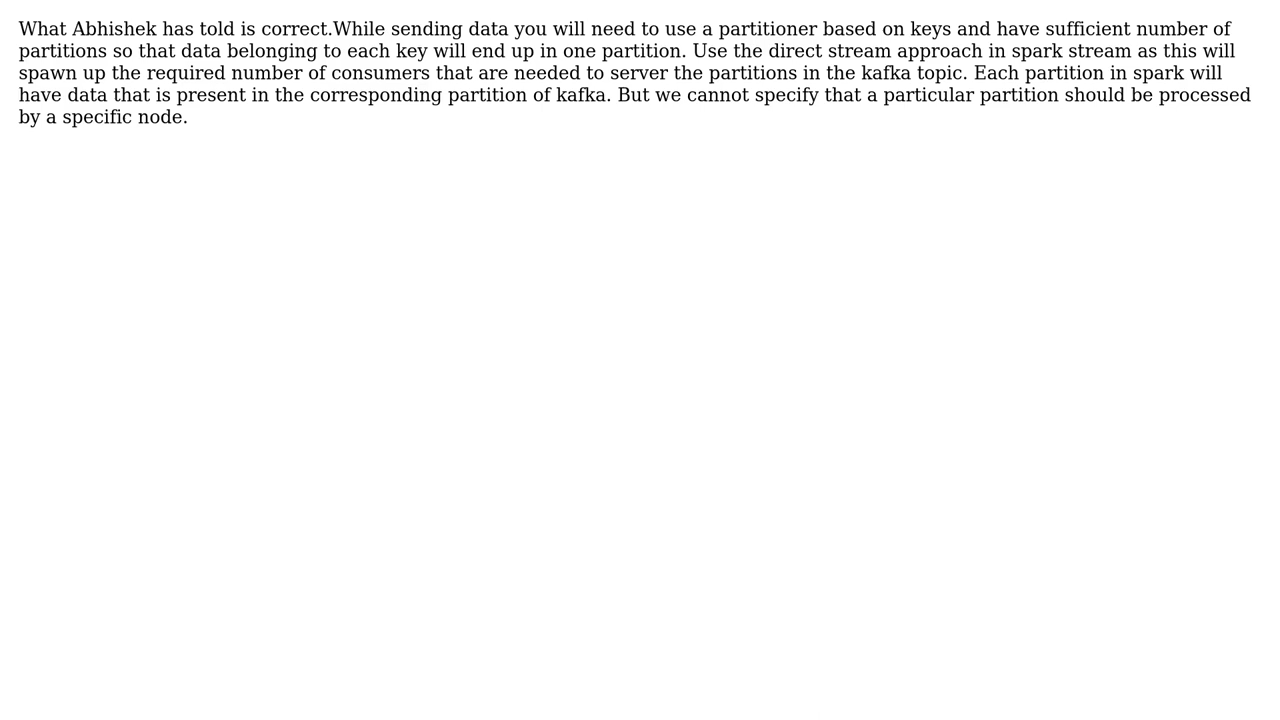 What Abhishek has told is correct.While sending data you will need to use a partitioner based on keys and have sufficient number of
partitions so that data belonging to each key will end up in one partition. Use the direct stream approach in spark stream as this will
spawn up the required number of consumers that are needed to server the partitions in the kafka topic. Each partition in spark will
have data that is present in the corresponding partition of kafka. But we cannot specify that a particular partition should be processed
by a specific node.